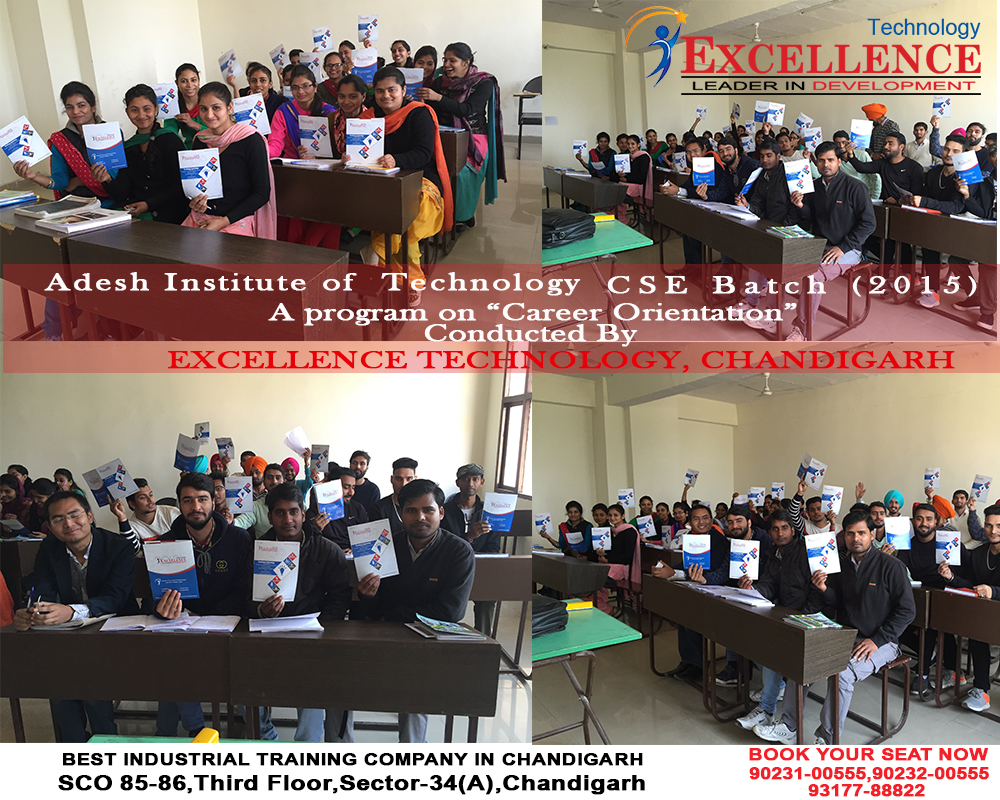 Technology
EXCELLENCE
LEADER IN DEVELOPMENT
Adesh Institute of Technology CSE Batch (2015)
A program on “Career Orientation”
Conducted By
EXCELLENCE TECHNOLOGY, CHANDIGARH
BEST INDUSTRIAL TRAINING COMPANY IN CHANDIGARH
SCO 85-86,Third Floor,Sector-34(A),Chandigarh
BOOK YOUR SEAT NOW
90231-00555,90232-00555
93177-88822